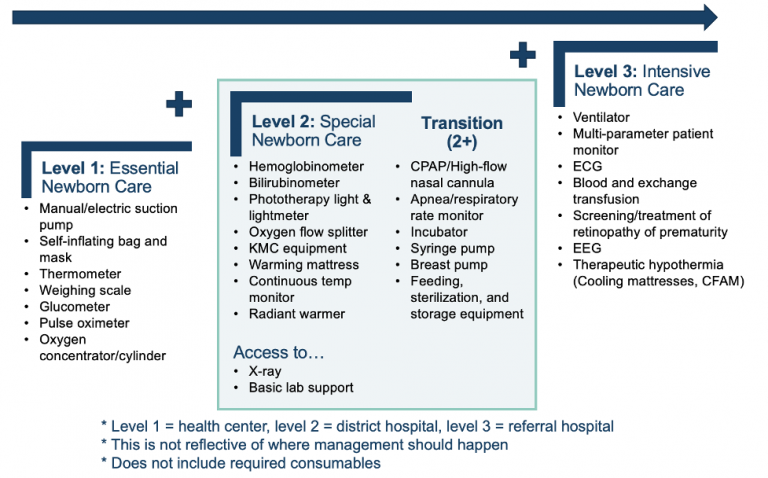 Level 1: Essential
Newborn Care
• Manual/electric suction
pump
• Self-inflating bag and
mask
• Thermometer
• Weighing scale
• Glucometer
• Pulse oximeter
• Oxygen
concentrator/cylinder
Level 2: Special
Newborn Care
• Hemoglobinometer
• Bilirubinometer
• Phototherapy light &
lightmeter
• Oxygen flow splitter
• KMC equipment
• Warming mattress
• Continuous temp
monitor
• Radiant warmer
Access to…
• X-ray
• Basic lab support
Transition
(2+)
• CPAP/High-flow
nasal cannula
• Apnea/respiratory
rate monitor
• Incubator
• Syringe pump
• Breast pump
• Feeding,
sterilization, and
storage equipment
Level 3: Intensive
Newborn Care
• Ventilator
• Multi-parameter patient
monitor
• ECG
• Blood and exchange
transfusion
• Screening/treatment of
retinopathy of prematurity
• EEG
• Therapeutic hypothermia
(Cooling mattresses, CFAM)
* Level 1 = health center, level 2 = district hospital, level 3 = referral hospital
* This is not reflective of where management should happen
* Does not include required consumables